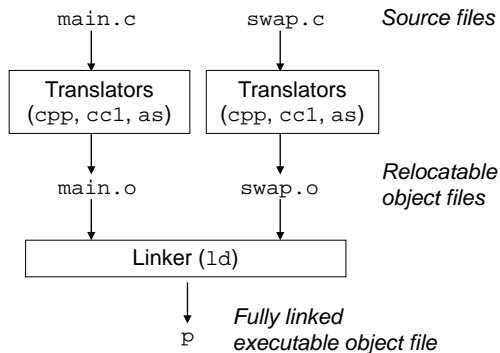 main.c swap.c Source files
Translators Translators
(cpp, cc1, as) (cpp, cc1, as)
main.o swap.o Relocatable
object files
Linker (ld)
Fully linked
p executable object file